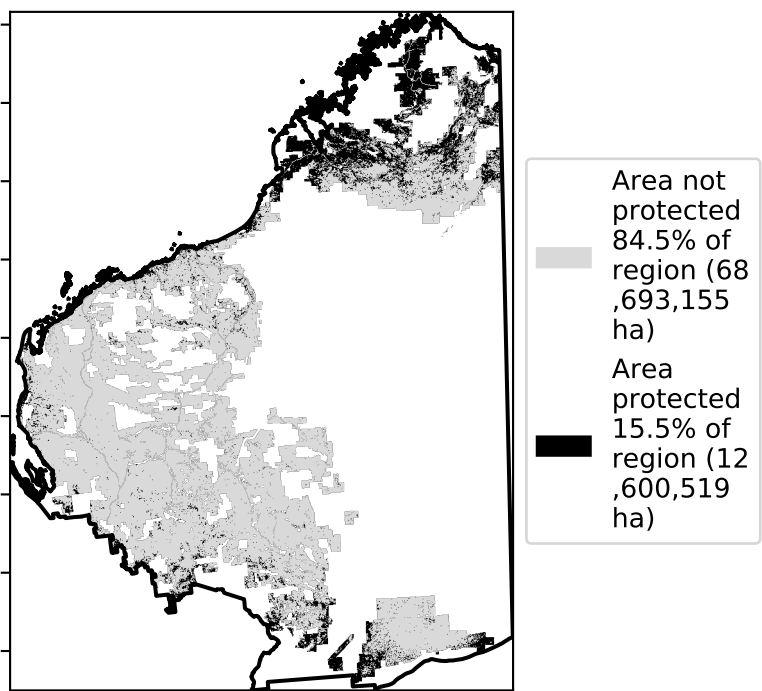 Area not
protected
84.5% of
region (68
,693,155
ha)
Area
protected
15.5% of
region (12
,600,519
ha)